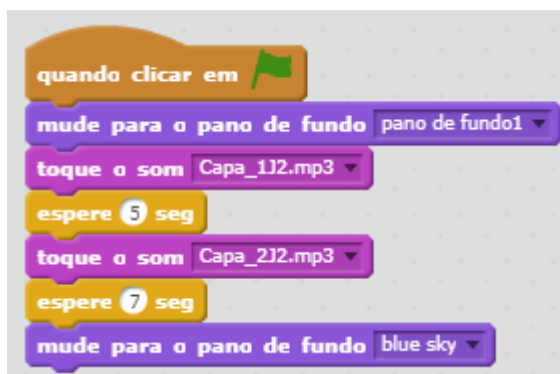 quando clicar em
mude para o pano de fundo pano de fundo1
toque o som Capa_1J2.mp3
espere 5 seg
toque o som Capa_2J2.mp3
espere 7 seg
mude para o pano de fundo blue sky